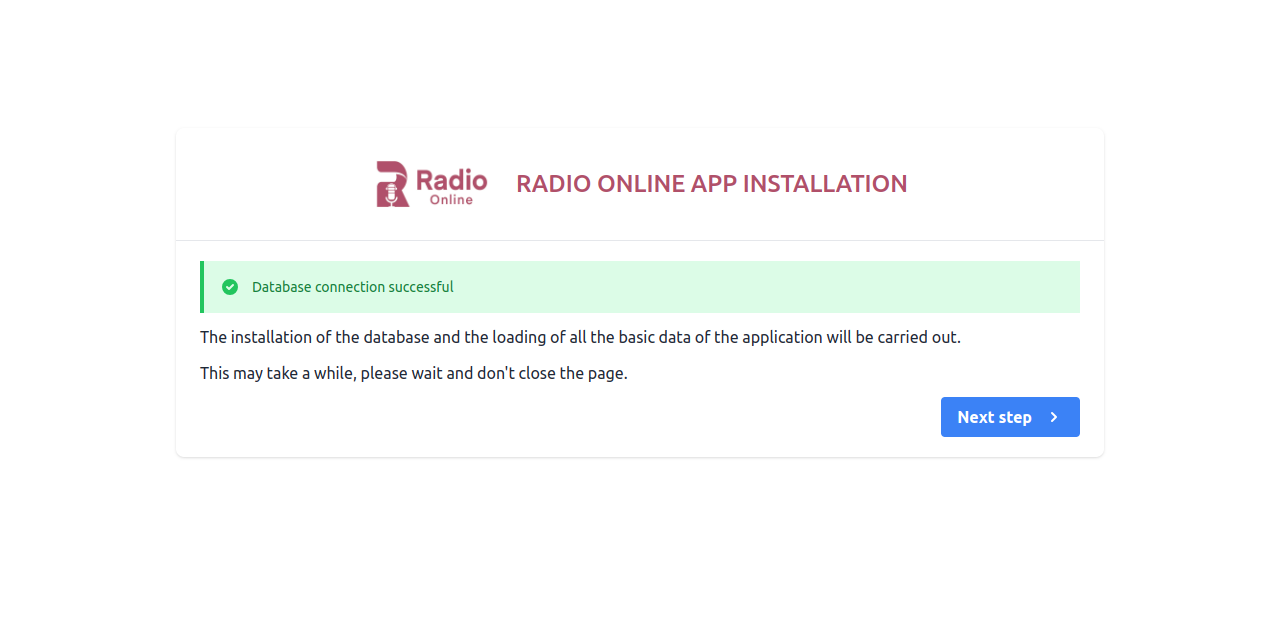 Radio
Online
RADIO ONLINE APP INSTALLATION
Database connection successful
The installation of the database and the loading of all the basic data of the application will be carried out.
This may take a while, please wait and don't close the page.
Next step